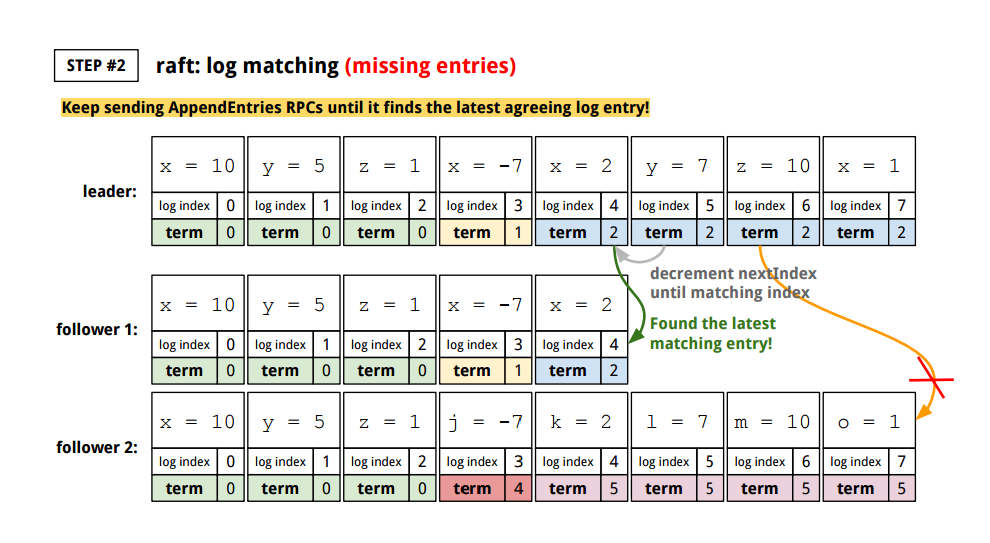 STEP #2 raft: log matching (missing entries)
Keep sending AppendEntries RPCs until it finds the latest agreeing log entry!
leader:
x = 10 y = 5 z = 1 x = -7 x = 2 y = 7 z = 10 x = 1
log index 0 log index 1 log index 2 log index 3 log index 4 log index 5 log index 6 log index 7
term 0 term 0 term 0 term 1 term 2 term 2 term 2 term 2
decrement nextIndex
until matching index
Found the latest
matching entry!
follower 1:
x = 10 y = 5 z = 1 x = -7 x = 2
log index 0 log index 1 log index 2 log index 3 log index 4
term 0 term 0 term 0 term 1 term 2
follower 2:
x = 10 y = 5 z = 1 j = -7 k = 2 l = 7 m = 10 o = 1
log index 0 log index 1 log index 2 log index 3 log index 4 log index 5 log index 6 log index 7
term 0 term 0 term 0 term 4 term 5 term 5 term 5 term 5